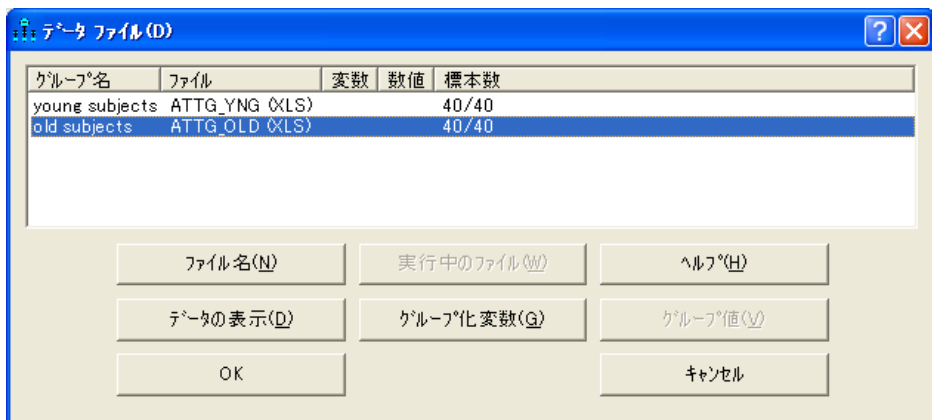 データ ファイル(D)
グループ名 ファイル 変数 数値 標本数
young subjects ATTG_YNG (XLS) 40/40
old subjects ATTG_OLD (XLS) 40/40
ファイル名(N) 実行中のファイル(W) ヘルプ(H)
データの表示(D) グループ化変数(G) グループ値(V)
OK キャンセル